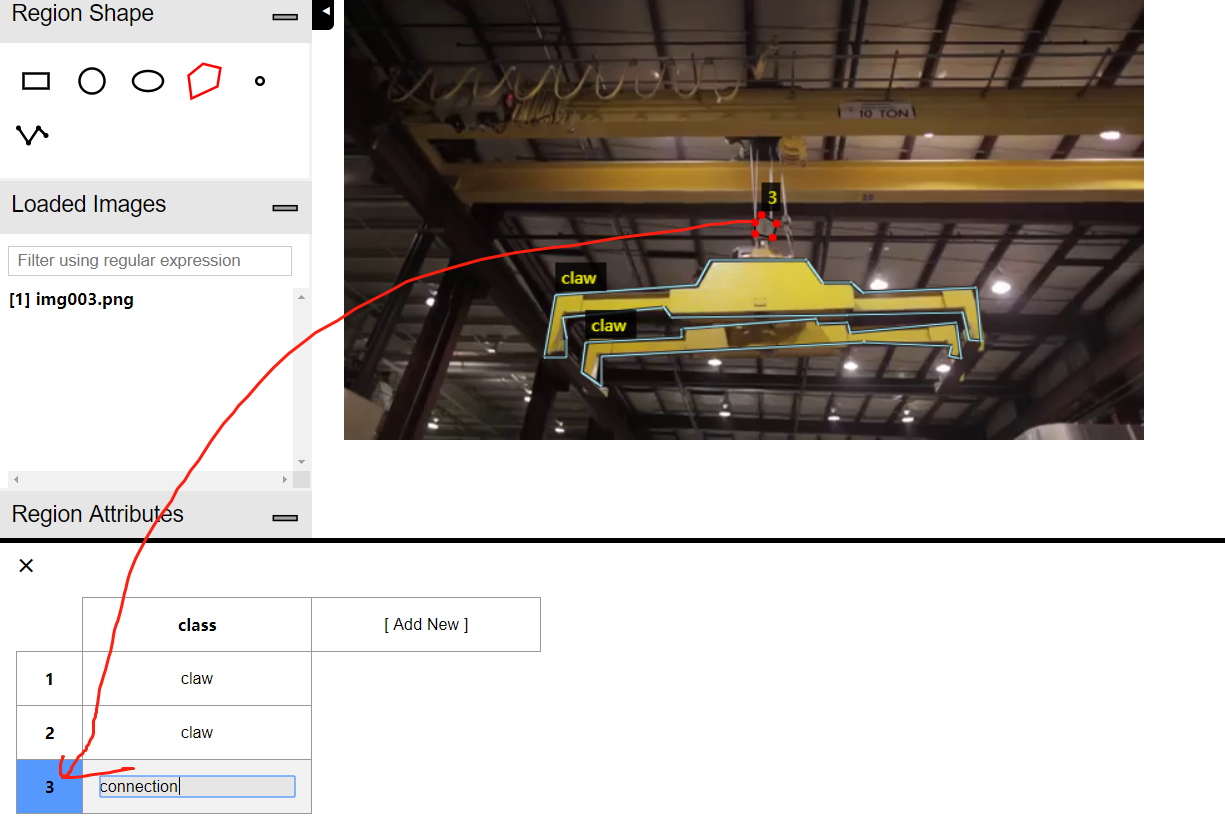 Region Shape
Loaded Images
Filter using regular expression
[1] img003.png
Region Attributes
10 TON
3
claw
claw
class
[ Add New ]
1
claw
2
claw
3
connection